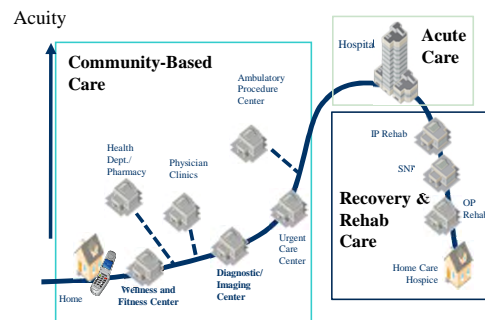 Acuity
Community-Based
Care
Ambulatory
Procedure
Center
Hospital
Acute
Care
Health
Dept./
Pharmacy
Physician
Clinics
IP Rehab
SNF
OP
Rehab
Recovery &
Rehab
Care
Urgent
Care
Center
Home
Wellness and
Fitness Center
Diagnostic/
Imaging
Center
Home Care
Hospice